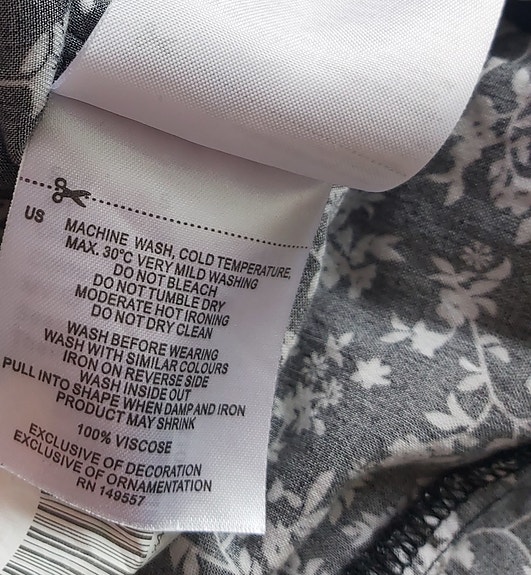 US
MACHINE WASH, COLD TEMPERATURE,
MAX. 30°C VERY MILD WASHING
DO NOT BLEACH
DO NOT TUMBLE DRY
MODERATE HOT IRONING
DO NOT DRY CLEAN
WASH BEFORE WEARING
WASH WITH SIMILAR COLOURS
IRON ON REVERSE SIDE
WASH INSIDE OUT
PULL INTO SHAPE WHEN DAMP AND IRON
PRODUCT MAY SHRINK
100% VISCOSE
EXCLUSIVE OF DECORATION
EXCLUSIVE OF ORNAMENTATION
RN 149557